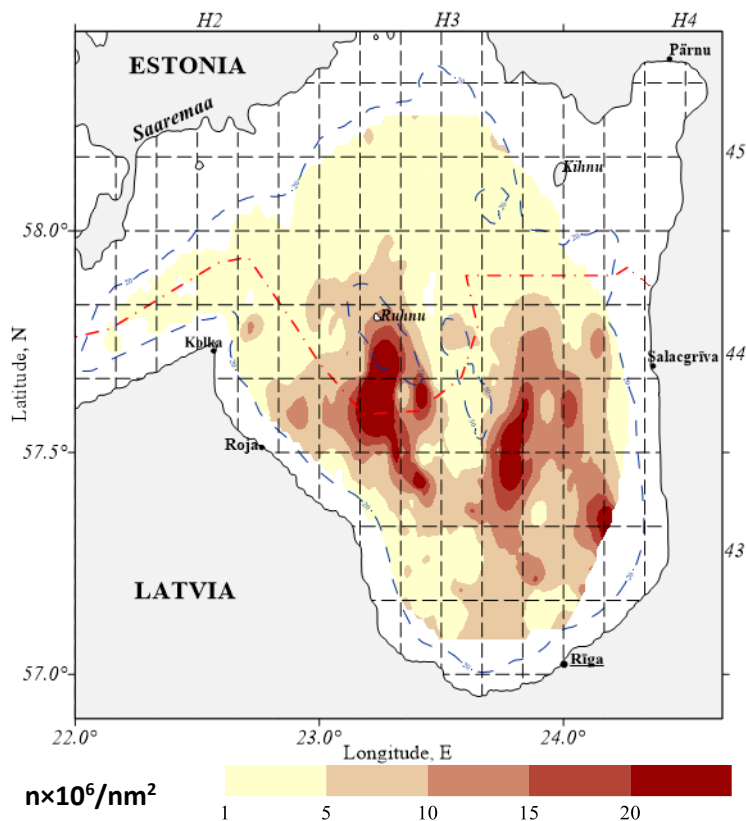 H2 H3 H4
ESTONIA
Pärnu
Saaremaa
45
Kihnu
58.0°
Ruhnu
Kolka
44
Salacgrīva
Latitude, N
57.5°
Roja
43
LATVIA
57.0°
Rīga
22.0° 23.0° 24.0°
Longitude, E
n×10⁶/nm²
1 5 10 15 20